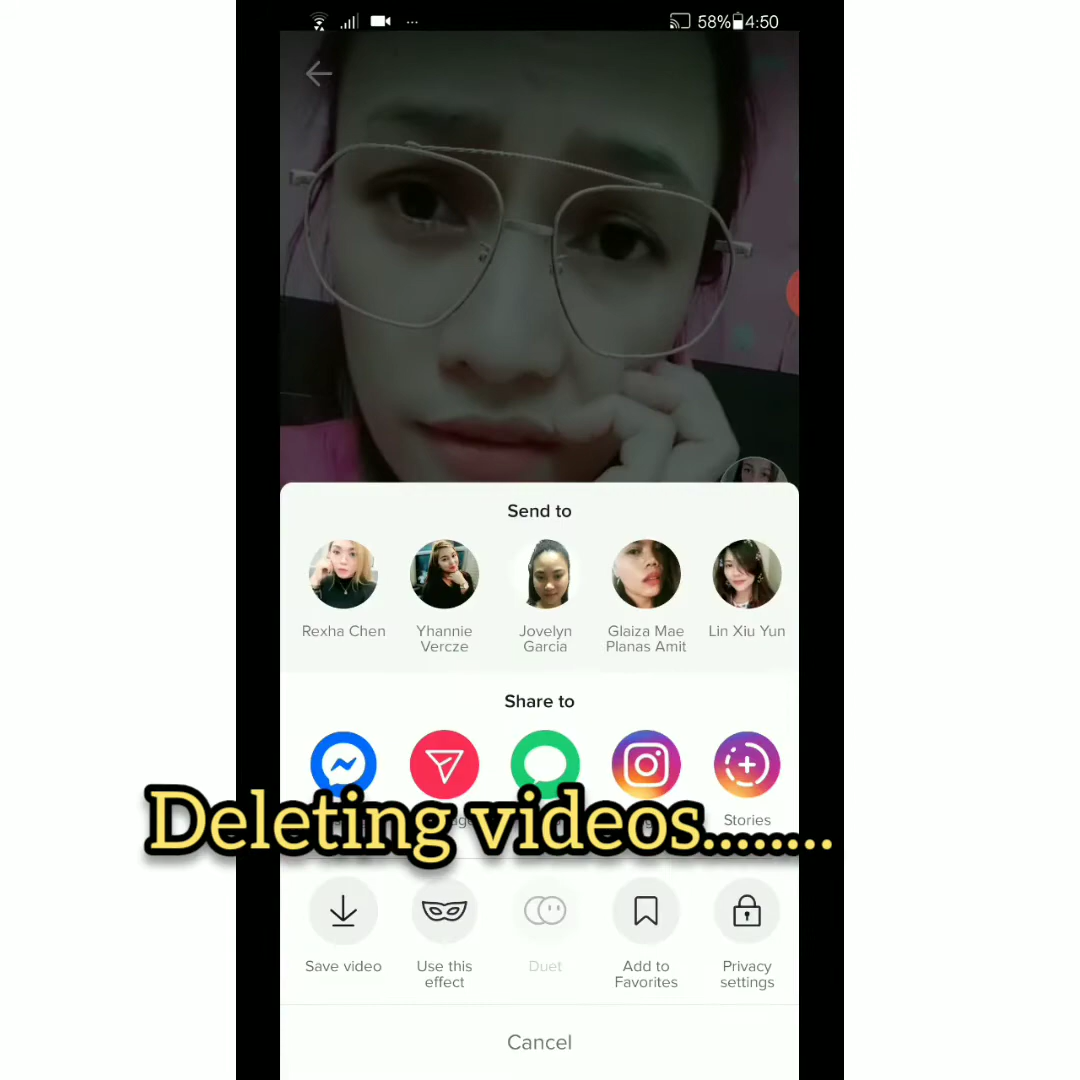 58% 4:50
Send to
Rexha Chen
Yhannie
Vercze
Jovelyn
Garcia
Glaiza Mae
Planas Amit
Lin Xiu Yun
Share to
Stories
Deleting videos........
Save video
Use this
effect
Duet
Add to
Favorites
Privacy
settings
Cancel